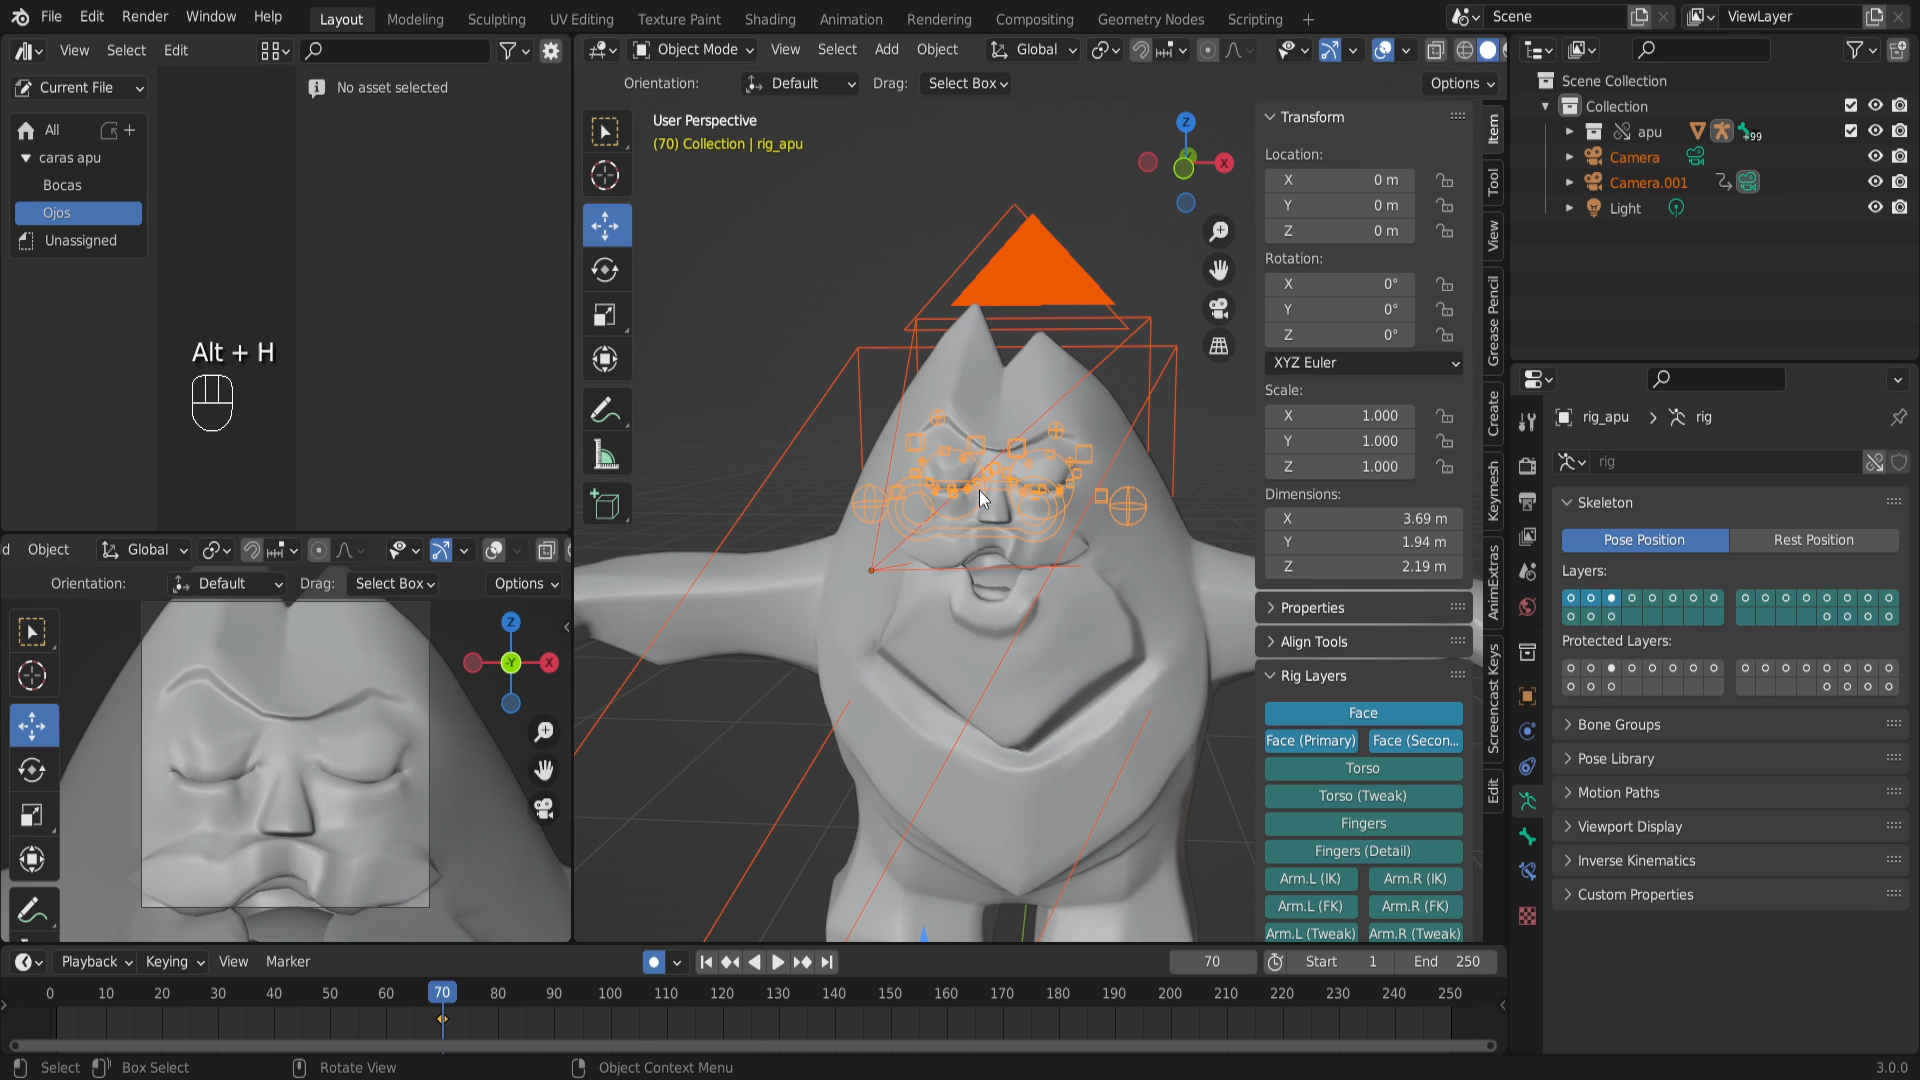 File Edit Render Window Help
Layout Modeling Sculpting UV Editing Texture Paint Shading Animation Rendering Compositing Geometry Nodes Scripting +
Scene
ViewLayer
View Select Edit
Current File
No asset selected
All
caras apu
Bocas
Ojos
Unassigned
Alt + H
Object Mode View Select Add Object Global
Orientation: Default Drag: Select Box Options
User Perspective
(70) Collection | rig_apu
Z
X
Transform
Location:
X 0 m
Y 0 m
Z 0 m
Rotation:
X 0°
Y 0°
Z 0°
XYZ Euler
Scale:
X 1.000
Y 1.000
Z 1.000
Dimensions:
X 3.69 m
Y 1.94 m
Z 2.19 m
Properties
Align Tools
Rig Layers
Face
Face (Primary) Face (Secon...
Torso
Torso (Tweak)
Fingers
Fingers (Detail)
Arm.L (IK) Arm.R (IK)
Arm.L (FK) Arm.R (FK)
Arm.L (Tweak) Arm.R (Tweak)
Item
Tool
View
Grease Pencil
Create
Keymesh
AnimExtras
Screencast Keys
Edit
Scene Collection
Collection
apu 99
Camera
Camera.001
Light
rig_apu rig
rig
Skeleton
Pose Position Rest Position
Layers:
Protected Layers:
Bone Groups
Pose Library
Motion Paths
Viewport Display
Inverse Kinematics
Custom Properties
d Object Global
Orientation: Default Drag: Select Box Options
Z
-Y X
Playback Keying View Marker
70 Start 1 End 250
0 10 20 30 40 50 60 70 80 90 100 110 120 130 140 150 160 170 180 190 200 210 220 230 240 250
Select Box Select Rotate View Object Context Menu 3.0.0